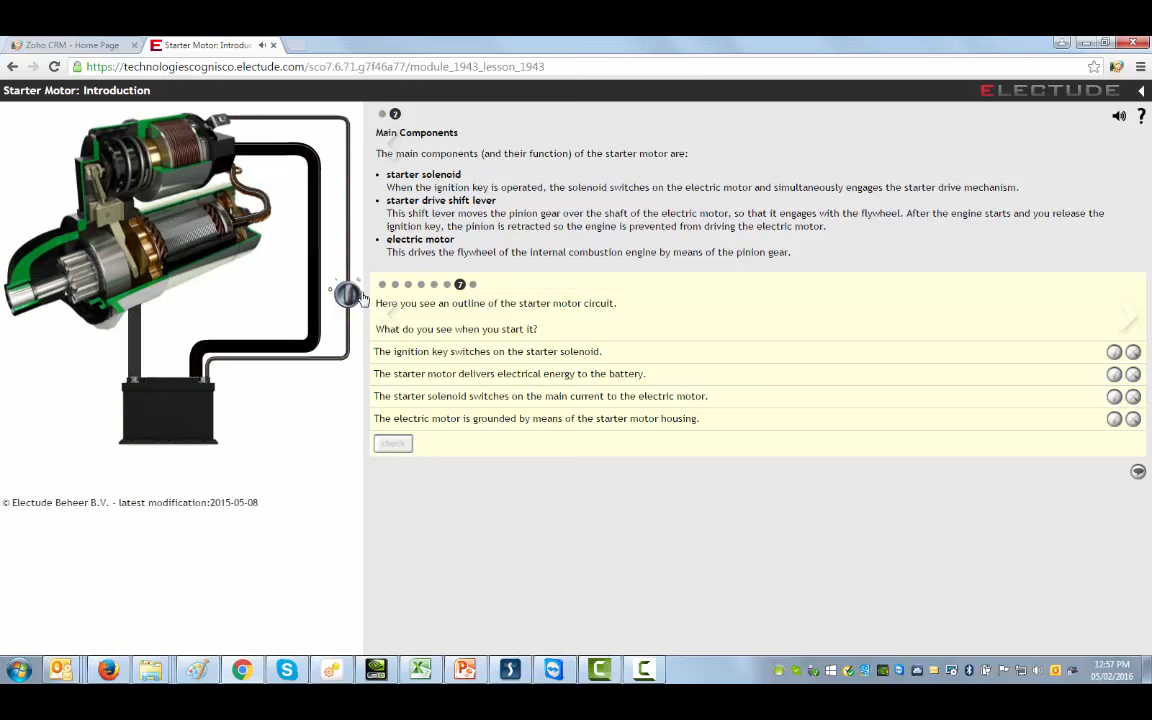 Zoho CRM - Home Page
Starter Motor: Introduc
https://technologiescognisco.electude.com/sco7.6.71.g7f46a77/module_1943_lesson_1943
Starter Motor: Introduction
ELECTUDE
?
2
Main Components
The main components (and their function) of the starter motor are:
• starter solenoid
When the ignition key is operated, the solenoid switches on the electric motor and simultaneously engages the starter drive mechanism.
• starter drive shift lever
This shift lever moves the pinion gear over the shaft of the electric motor, so that it engages with the flywheel. After the engine starts and you release the
ignition key, the pinion is retracted so the engine is prevented from driving the electric motor.
• electric motor
This drives the flywheel of the internal combustion engine by means of the pinion gear.
7
Here you see an outline of the starter motor circuit.
What do you see when you start it?
The ignition key switches on the starter solenoid.
The starter motor delivers electrical energy to the battery.
The starter solenoid switches on the main current to the electric motor.
The electric motor is grounded by means of the starter motor housing.
check
© Electude Beheer B.V. - latest modification:2015-05-08
12:57 PM
05/02/2016